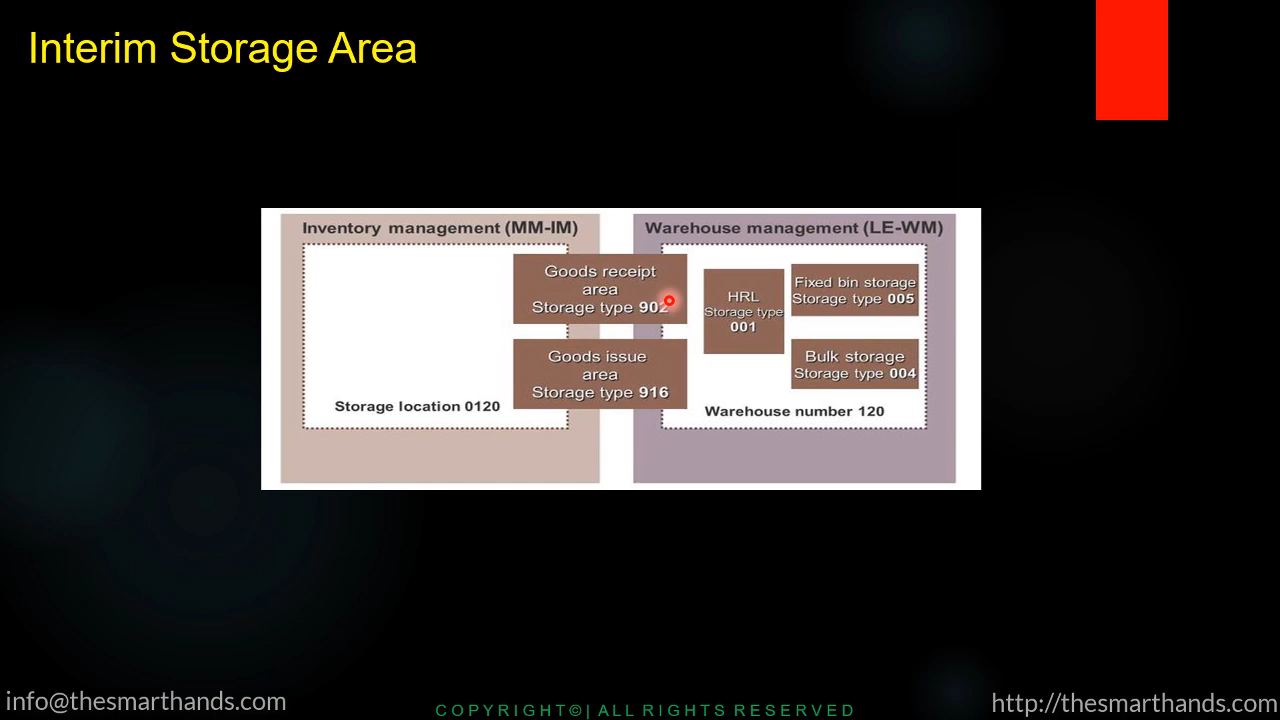 Interim Storage Area
Inventory management (MM-IM)
Warehouse management (LE-WM)
Goods receipt
area
Storage type 902
Goods issue
area
Storage type 916
Storage location 0120
HRL
Storage type
001
Fixed bin storage
Storage type 005
Bulk storage
Storage type 004
Warehouse number 120
info@thesmarthands.com
COPYRIGHT©| ALL RIGHTS RESERVED
http://thesmarthands.com